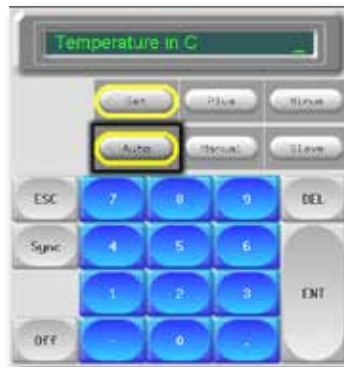 Temperature in C _
Set Plus Minus
Auto Manual Slave
ESC 7 8 9 DEL
Sync 4 5 6
1 2 3 ENT
Off - 0 .